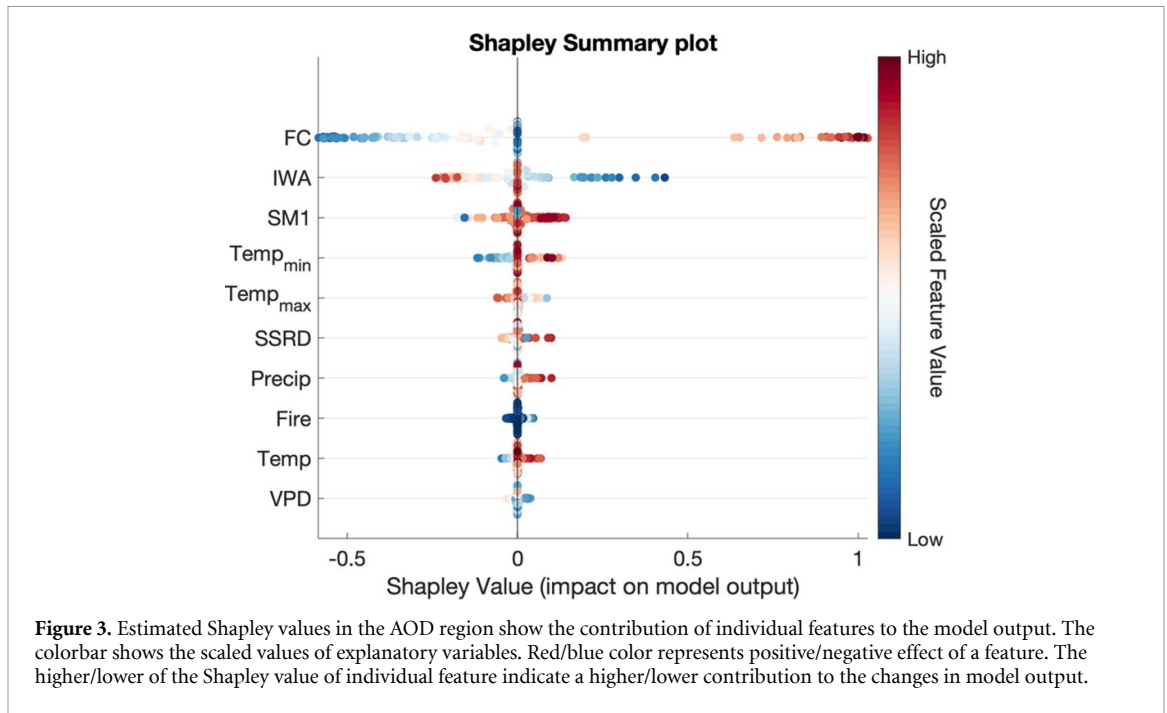 Shapley Summary plot
High
FC
IWA
SM1
Temp_min
Temp_max
SSRD
Precip
Fire
Temp
VPD
Scaled Feature Value
Low
-0.5 0 0.5 1
Shapley Value (impact on model output)
Figure 3. Estimated Shapley values in the AOD region show the contribution of individual features to the model output. The
colorbar shows the scaled values of explanatory variables. Red/blue color represents positive/negative effect of a feature. The
higher/lower of the Shapley value of individual feature indicate a higher/lower contribution to the changes in model output.